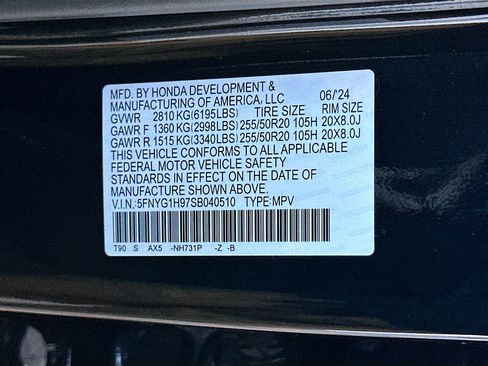 MFD. BY HONDA DEVELOPMENT &
MANUFACTURING OF AMERICA, LLC 06/'24
GVWR 2810 KG(6195LBS) TIRE SIZE RIM SIZE
GAWR F 1360 KG(2998LBS) 255/50R20 105H 20X8.0J
GAWR R 1515 KG(3340LBS) 255/50R20 105H 20X8.0J
THIS VEHICLE CONFORMS TO ALL APPLICABLE
FEDERAL MOTOR VEHICLE SAFETY
STANDARDS IN EFFECT ON THE DATE OF
MANUFACTURE SHOWN ABOVE.
V.I.N.: 5FNYG1H97SB040510 TYPE: MPV
T90 S AX5 -NH731P -Z -B